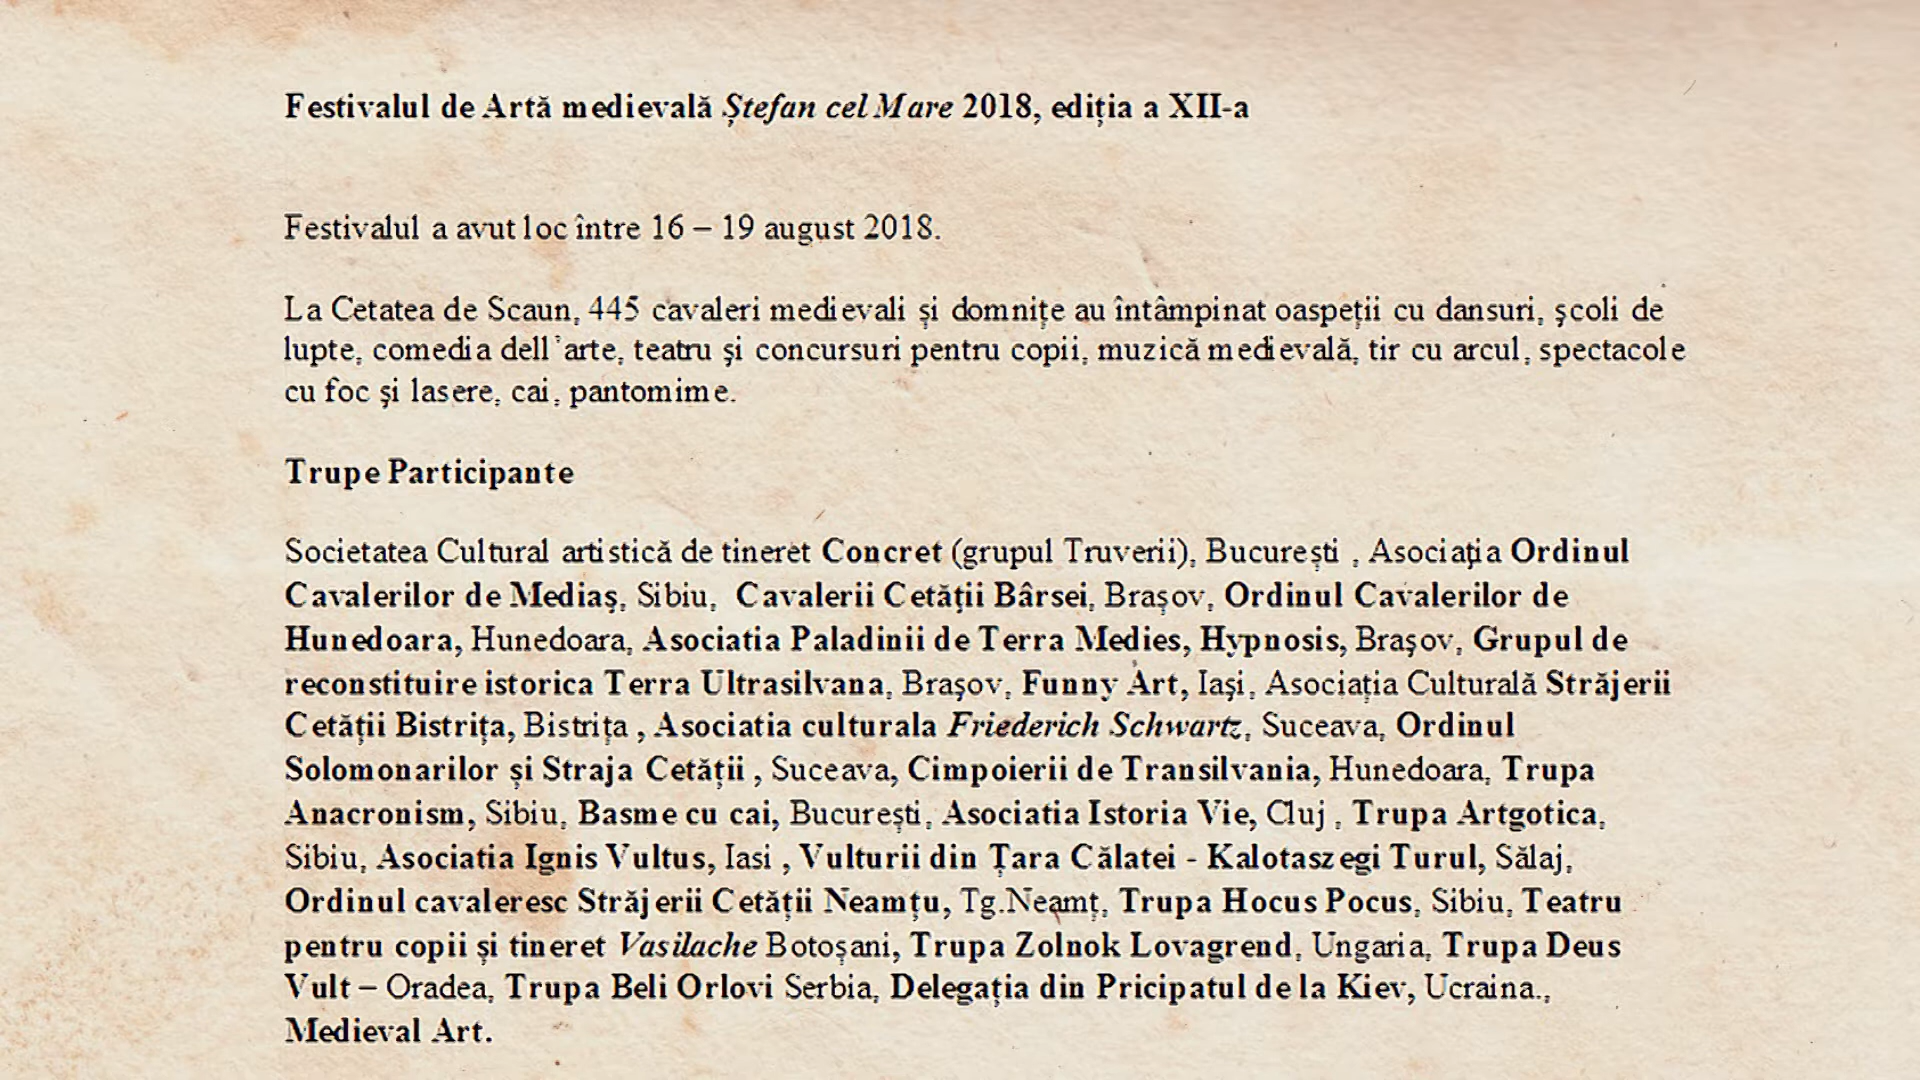 Festivalul de Artă medievală Ștefan cel Mare 2018, ediția a XII-a
Festivalul a avut loc între 16 – 19 august 2018.
La Cetatea de Scaun, 445 cavaleri medievali și domnițe au întâmpinat oaspeții cu dansuri, școli de
lupte, comedia dell'arte, teatru și concursuri pentru copii, muzică medievală, tir cu arcul, spectacole
cu foc și lasere, cai, pantomime.
Trupe Participante
Societatea Cultural artistică de tineret Concret (grupul Truverii), București , Asociația Ordinul
Cavalerilor de Mediaș, Sibiu, Cavalerii Cetății Bârsei, Brașov, Ordinul Cavalerilor de
Hunedoara, Hunedoara, Asociatia Paladinii de Terra Medies, Hypnosis, Brașov, Grupul de
reconstituire istorica Terra Ultrasilvana, Brașov, Funny Art, Iași, Asociația Culturală Străjerii
Cetății Bistrița, Bistrița , Asociatia culturala Friederich Schwartz, Suceava, Ordinul
Solomonarilor și Straja Cetății , Suceava, Cimpoierii de Transilvania, Hunedoara, Trupa
Anacronism, Sibiu, Basme cu cai, București, Asociatia Istoria Vie, Cluj , Trupa Artgotica,
Sibiu, Asociatia Ignis Vultus, Iasi , Vulturii din Țara Călatei - Kalotaszegi Turul, Sălaj,
Ordinul cavaleresc Străjerii Cetății Neamțu, Tg.Neamț, Trupa Hocus Pocus, Sibiu, Teatru
pentru copii și tineret Vasilache Botoșani, Trupa Zolnok Lovagrend, Ungaria, Trupa Deus
Vult – Oradea, Trupa Beli Orlovi Serbia, Delegația din Pricipatul de la Kiev, Ucraina.,
Medieval Art.